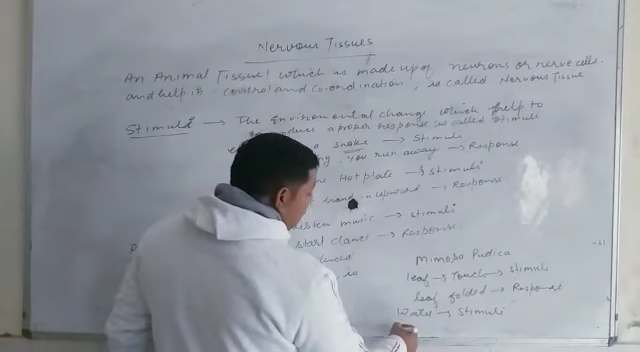 Nervous Tissues
An Animal Tissue! which is made up of neurons or nerve cells.
and help in control and Co-ordination, is called Nervous Tissue
Stimuli → The Environmental change which help to
produce a proper response is called stimuli
a snake → Stimuli
You run away → Response
Hot plate → stimuli
hand in upward → Response
listen music → stimuli
start dance → Response.
is
Mimosa Pudica
leaf → Touch → Stimuli
leaf folded → Response
Water → Stimuli